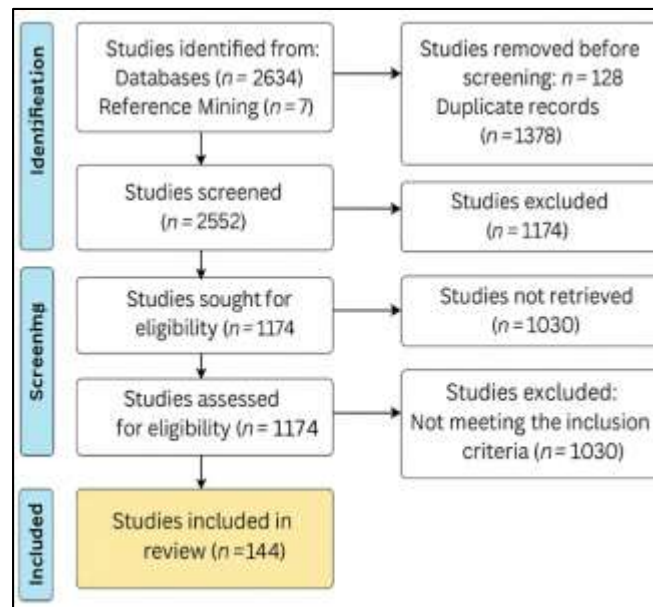 Identification
Studies identified from:
Databases (n = 2634)
Reference Mining (n = 7)
Studies removed before
screening: n = 128
Duplicate records
(n = 1378)
Studies screened
(n = 2552)
Studies excluded
(n = 1174)
Screening
Studies sought for
eligibility (n = 1174
Studies not retrieved
(n = 1030)
Studies assessed
for eligibility (n = 1174
Studies excluded:
Not meeting the inclusion
criteria (n = 1030)
Included
Studies included in
review (n = 144)